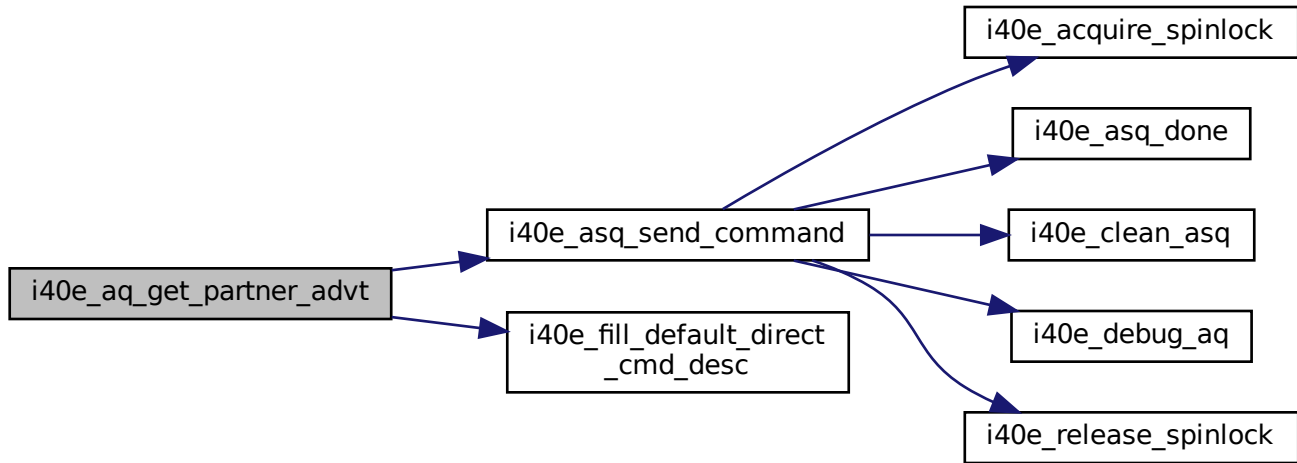 i40e_acquire_spinlock
i40e_asq_done
i40e_asq_send_command
i40e_clean_asq
i40e_aq_get_partner_advt
i40e_fill_default_direct
_cmd_desc
i40e_debug_aq
i40e_release_spinlock